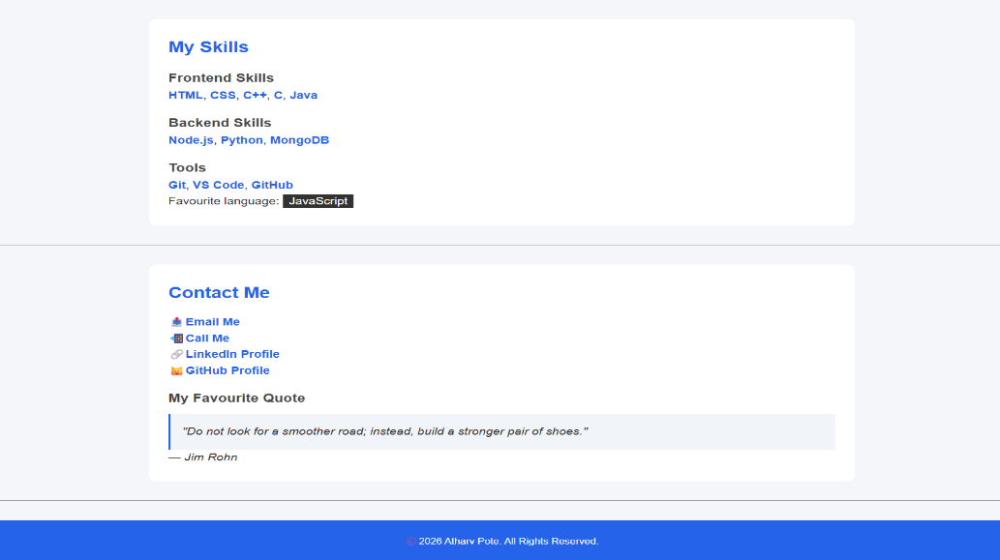 My Skills
Frontend Skills
HTML, CSS, C++, C, Java
Backend Skills
Node.js, Python, MongoDB
Tools
Git, VS Code, GitHub
Favourite language: JavaScript
Contact Me
Email Me
Call Me
LinkedIn Profile
GitHub Profile
My Favourite Quote
"Do not look for a smoother road; instead, build a stronger pair of shoes."
— Jim Rohn
© 2026 Atharv Pote. All Rights Reserved.